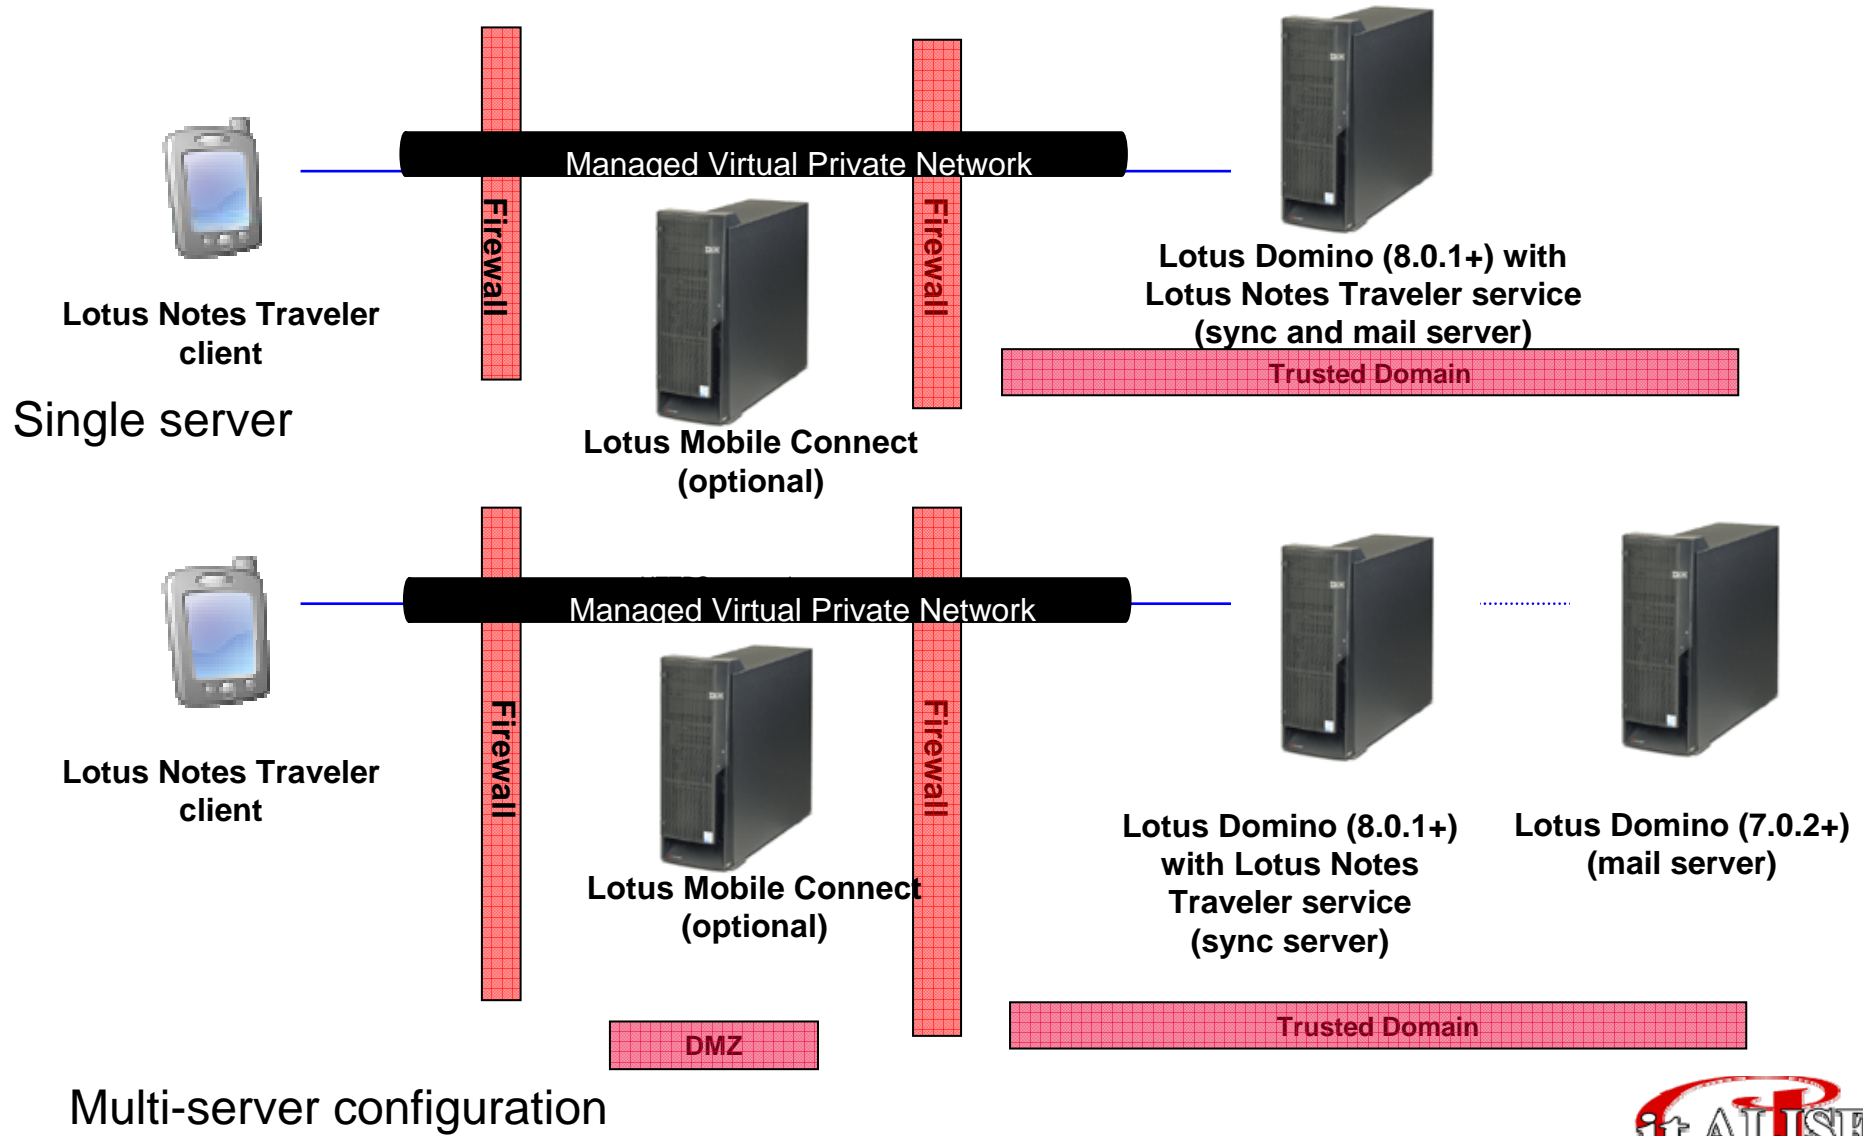 Managed Virtual Private Network
Firewall
Firewall
Lotus Notes Traveler
client
Lotus Domino (8.0.1+) with
Lotus Notes Traveler service
(sync and mail server)
Trusted Domain
Single server
Lotus Mobile Connect
(optional)
Managed Virtual Private Network
Firewall
Firewall
Lotus Notes Traveler
client
Lotus Mobile Connect
(optional)
Lotus Domino (8.0.1+)
with Lotus Notes
Traveler service
(sync server)
Lotus Domino (7.0.2+)
(mail server)
DMZ
Trusted Domain
Multi-server configuration